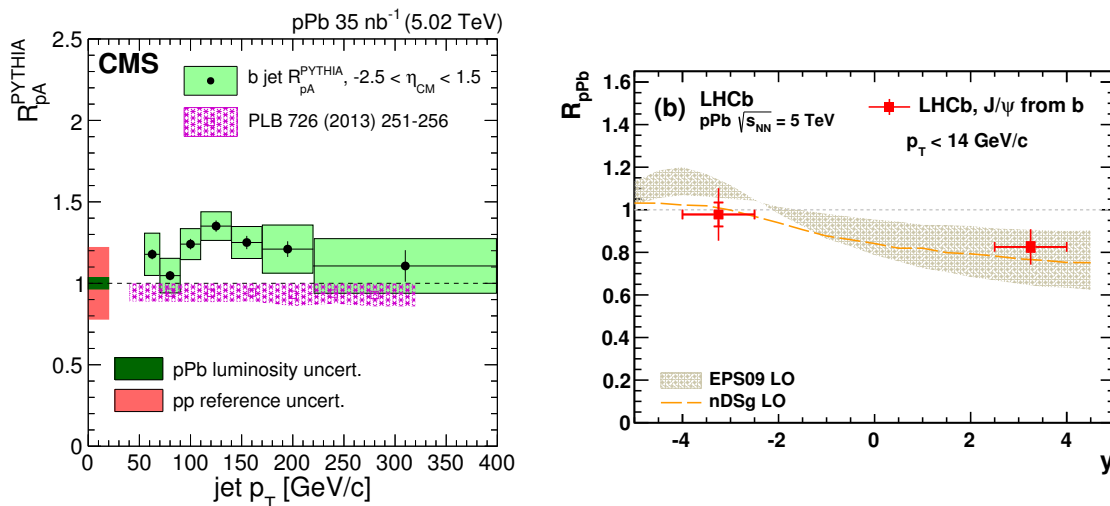 pPb 35 nb⁻¹ (5.02 TeV)
CMS
b jet R_pA^PYTHIA, -2.5 < η_CM < 1.5
PLB 726 (2013) 251-256
pPb luminosity uncert.
pp reference uncert.
R_pA^PYTHIA
2.5
2
1.5
1
0.5
0
0 50 100 150 200 250 300 350 400
jet p_T [GeV/c]
(b)
LHCb
pPb √s_NN = 5 TeV
LHCb, J/ψ from b
p_T < 14 GeV/c
EPS09 LO
nDSg LO
R_pPb
1.6
1.4
1.2
1
0.8
0.6
0.4
0.2
0
-4 -2 0 2 4
y